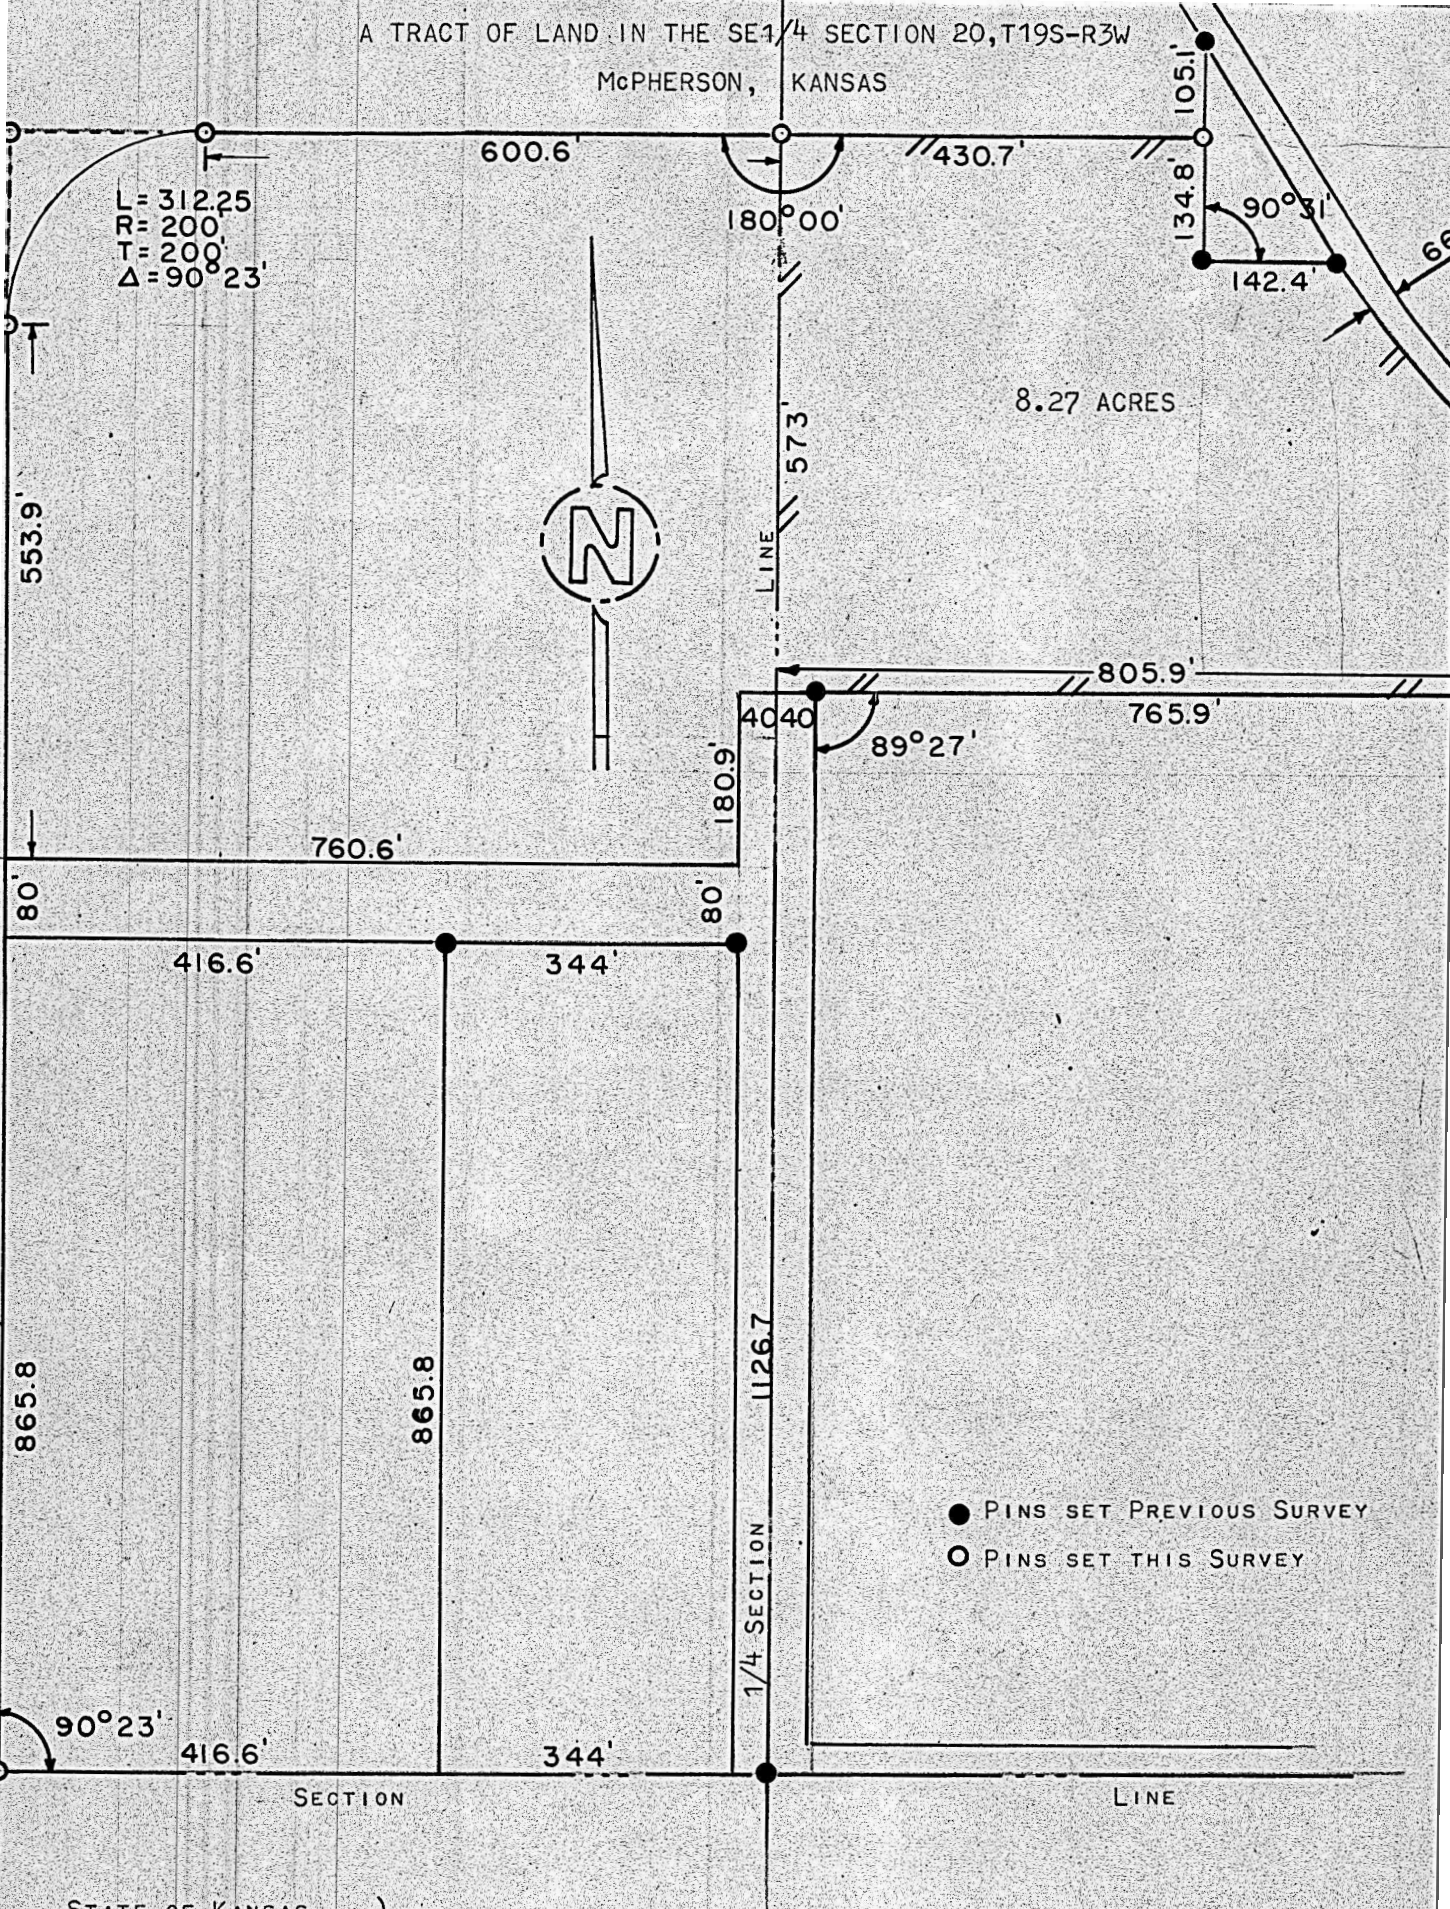 A TRACT OF LAND IN THE SE1/4 SECTION 20,T19S-R3W
McPHERSON, KANSAS
105.1'
600.6'
430.7'
L= 312.25
R= 200'
T= 200'
Δ=90°23'
180°00'
134.8'
90°31'
142.4'
66
8.27 ACRES
573'
553.9'
N
LINE
805.9'
40 40
765.9'
89°27'
180.9'
760.6'
80'
80'
416.6'
344'
1126.7
865.8
865.8
PINS SET PREVIOUS SURVEY
PINS SET THIS SURVEY
1/4 SECTION
90°23'
416.6'
344'
SECTION
LINE
STATE OF KANSAS )